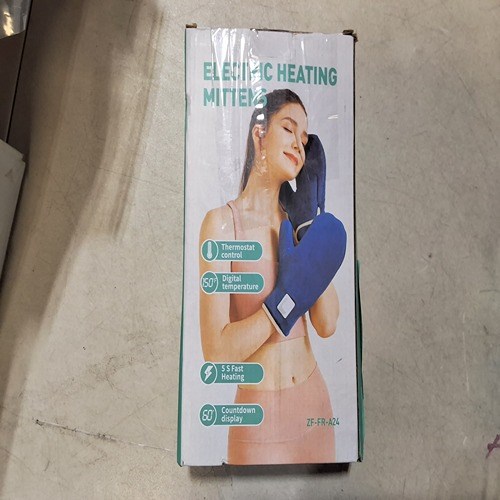 ELECTRIC HEATING
MITTENS
Thermostat
control
150°
Digital
temperature
5 S Fast
Heating
60'
Countdown
display
ZF-FR-A24